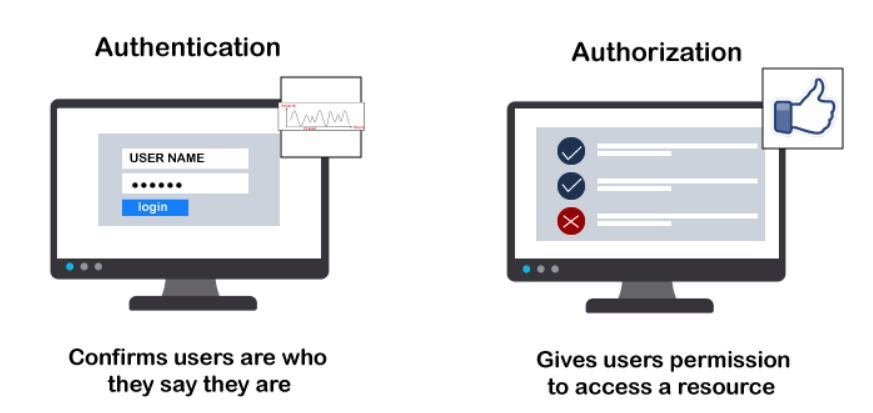 Authentication
Authorization
USER NAME
login
Confirms users are who
they say they are
Gives users permission
to access a resource